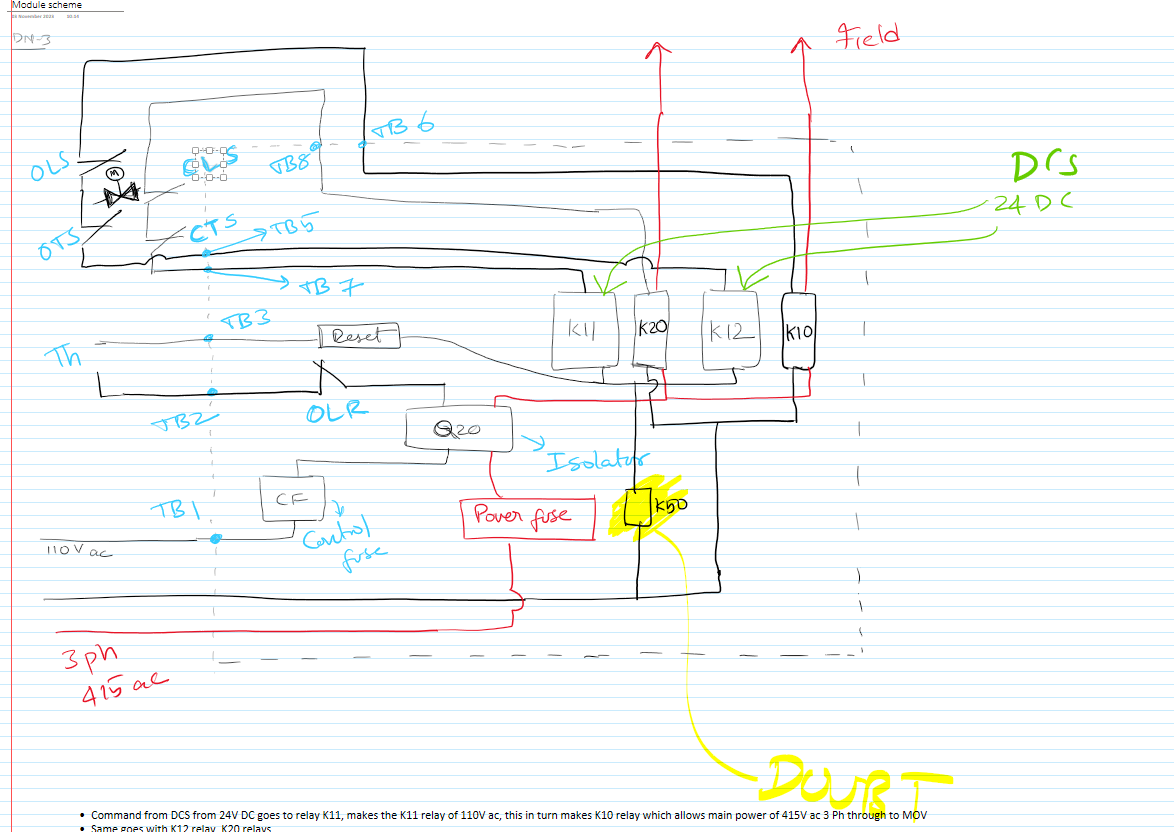 Module scheme
03 November 2023 10:59
DN-3
Field
TB 6
OLS
CLS
TB8
M
DCS
24 DC
OTS
CTS
TB5
TB 7
TB3
K11
K20
K12
K10
Th
Reset
TB2
OLR
Q20
Isolator
TB1
CF
Control
fuse
Power fuse
K50
110V ac
3 ph
415 ac
DOUBT
• Command from DCS from 24V DC goes to relay K11, makes the K11 relay of 110V ac, this in turn makes K10 relay which allows main power of 415V ac 3 Ph through to MOV
• Same goes with K12 relay, K20 relays